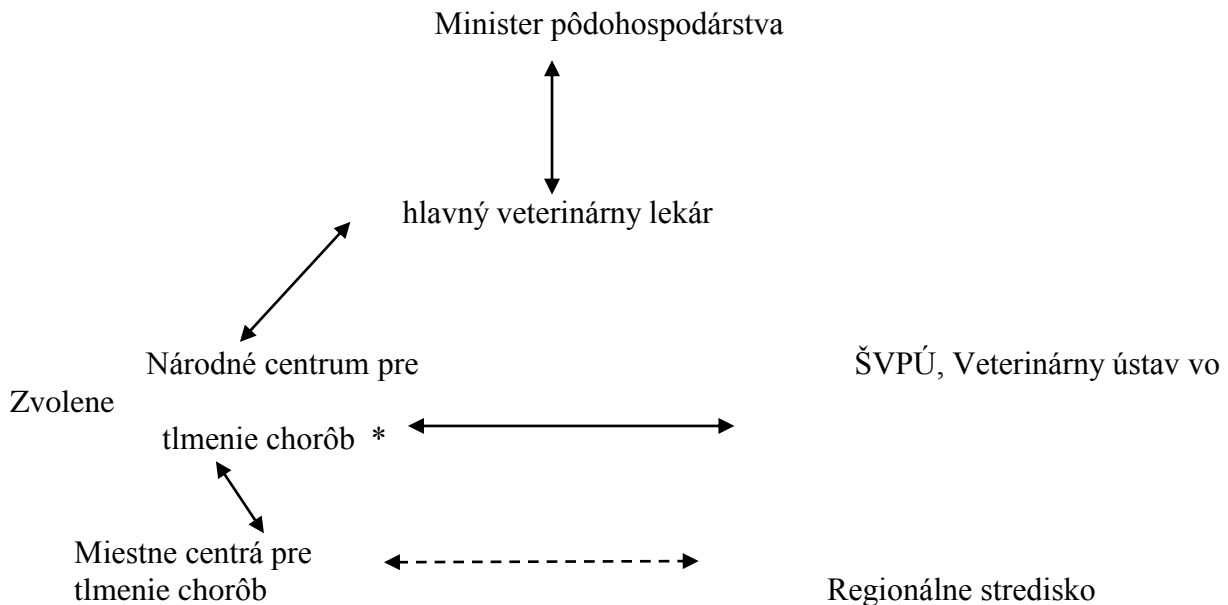 Minister pôdohospodárstva
hlavný veterinárny lekár
Národné centrum pre ŠVPÚ, Veterinárny ústav vo
Zvolene
tlmenie chorôb *
Miestne centrá pre
tlmenie chorôb Regionálne stredisko